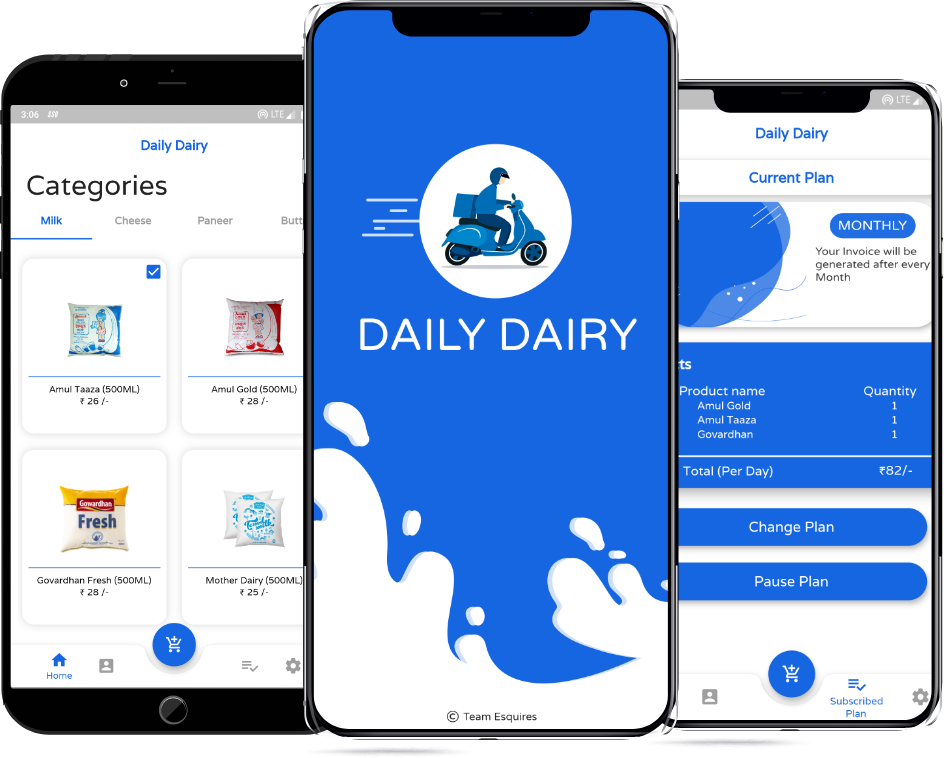 3:06
LTE
Daily Dairy
Categories
Milk
Cheese
Paneer
Butt
Amul Taaza (500ML)
₹ 26 /-
Amul Gold (500ML)
₹ 28 /-
Gowardhan
Fresh
Govardhan Fresh (500ML)
₹ 28 /-
Mother Dairy (500ML)
₹ 25 /-
Home
DAILY DAIRY
© Team Esquires
LTE
Daily Dairy
Current Plan
MONTHLY
Your Invoice will be
generated after every
Month
ts
Product name Quantity
Amul Gold 1
Amul Taaza 1
Govardhan 1
Total (Per Day) ₹82/-
Change Plan
Pause Plan
Subscribed
Plan